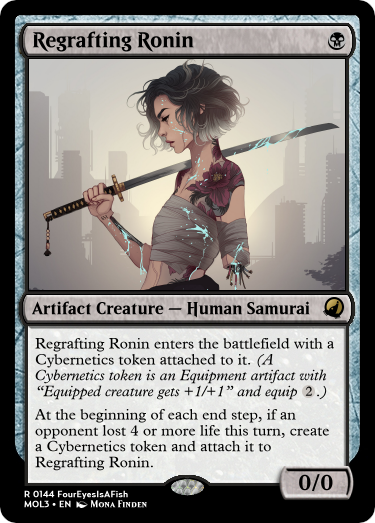 Regrafting Ronin
Artifact Creature — Human Samurai
Regrafting Ronin enters the battlefield with a
Cybernetics token attached to it. (A
Cybernetics token is an Equipment artifact with
“Equipped creature gets +1/+1” and equip 2.)
At the beginning of each end step, if an
opponent lost 4 or more life this turn, create
a Cybernetics token and attach it to
Regrafting Ronin.
0/0
R 0144 FourEyesIsAFish
MOL3 • EN Mona Finden